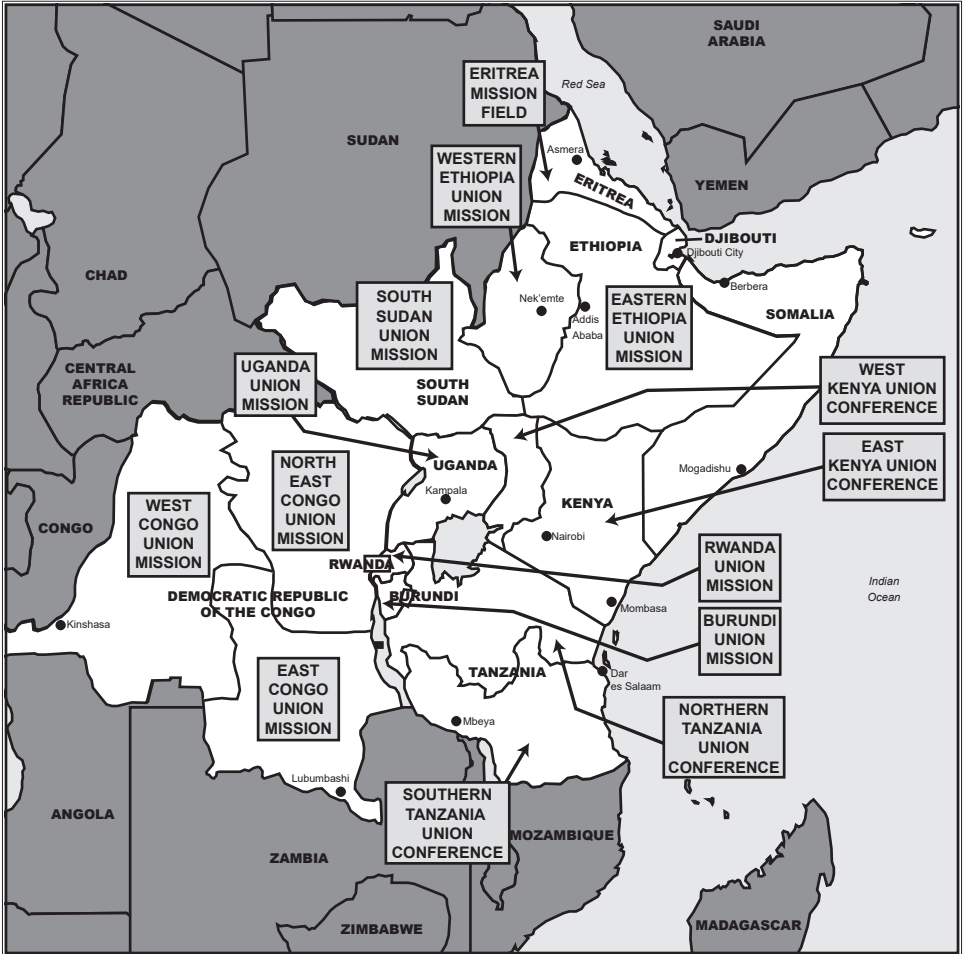 SAUDI
ARABIA
ERITREA
MISSION
FIELD
Red Sea
SUDAN
Asmera
WESTERN
ETHIOPIA
UNION
MISSION
ERITREA
YEMEN
ETHIOPIA
DJIBOUTI
Djibouti City
CHAD
Berbera
SOUTH
SUDAN
UNION
MISSION
Nek'emte
Addis
Ababa
EASTERN
ETHIOPIA
UNION
MISSION
SOMALIA
CENTRAL
AFRICA
REPUBLIC
UGANDA
UNION
MISSION
SOUTH
SUDAN
WEST
KENYA UNION
CONFERENCE
EAST
KENYA UNION
CONFERENCE
NORTH
EAST
CONGO
UNION
MISSION
UGANDA
Kampala
Mogadishu
KENYA
WEST
CONGO
UNION
MISSION
CONGO
Nairobi
RWANDA
RWANDA
UNION
MISSION
DEMOCRATIC REPUBLIC
OF THE CONGO
BURUNDI
Indian
Ocean
Kinshasa
Mombasa
BURUNDI
UNION
MISSION
EAST
CONGO
UNION
MISSION
TANZANIA
Dar
es Salaam
Mbeya
NORTHERN
TANZANIA
UNION
CONFERENCE
Lubumbashi
ANGOLA
SOUTHERN
TANZANIA
UNION
CONFERENCE
MOZAMBIQUE
ZAMBIA
ZIMBABWE
MADAGASCAR